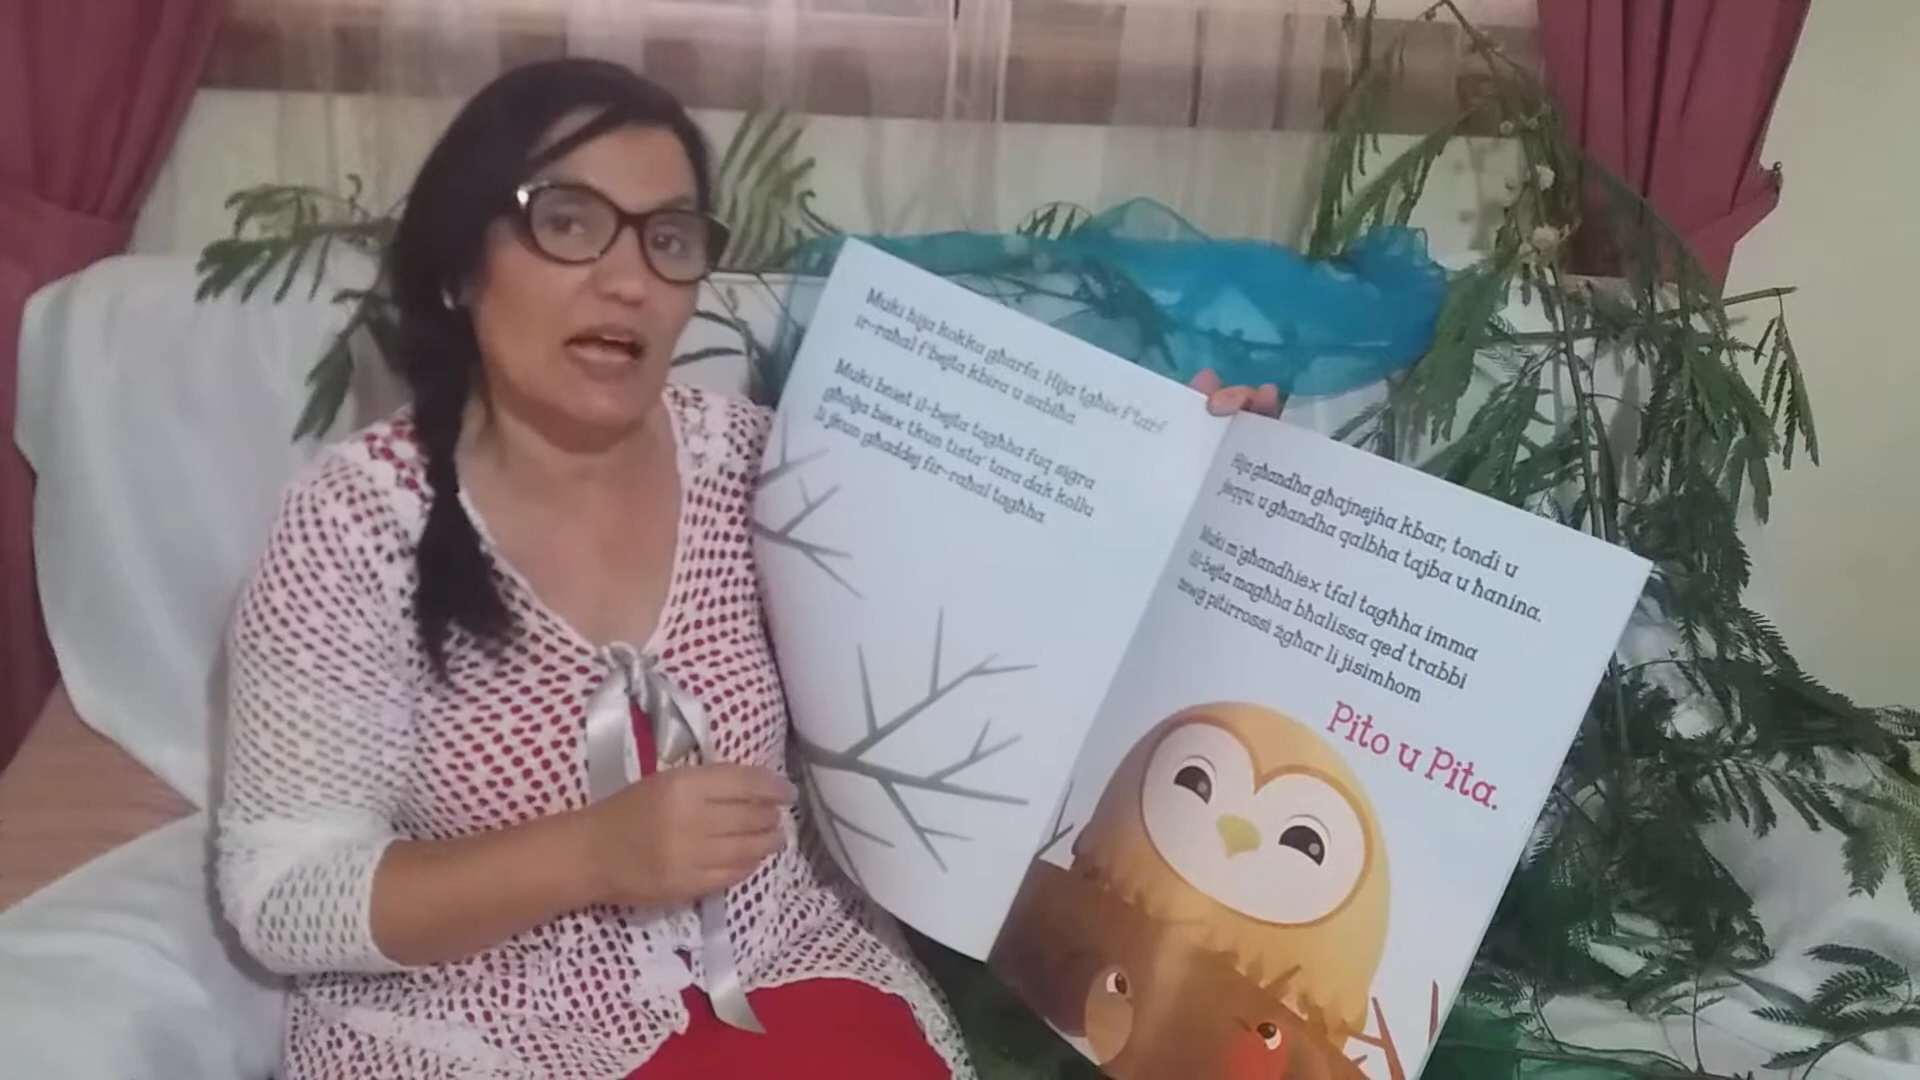 Muki hija kokka għarfa. Hija tgħix f'tarf
ir-raħal f'bejta kbira u sabiħa.
Muki bniet il-bejta tagħha fuq siġra
għolja biex tkun tista' tara dak kollu
li jkun għaddej fir-raħal tagħha.
Hija għandha għajnejha kbar, tondi u
jleqqu, u għandha qalbha tajba u ħanina.
Muki m'għandhiex tfal tagħha imma
fil-bejta magħha bħalissa qed trabbi
żewġ pitirrossi żgħar li jisimhom
Pito u Pita.